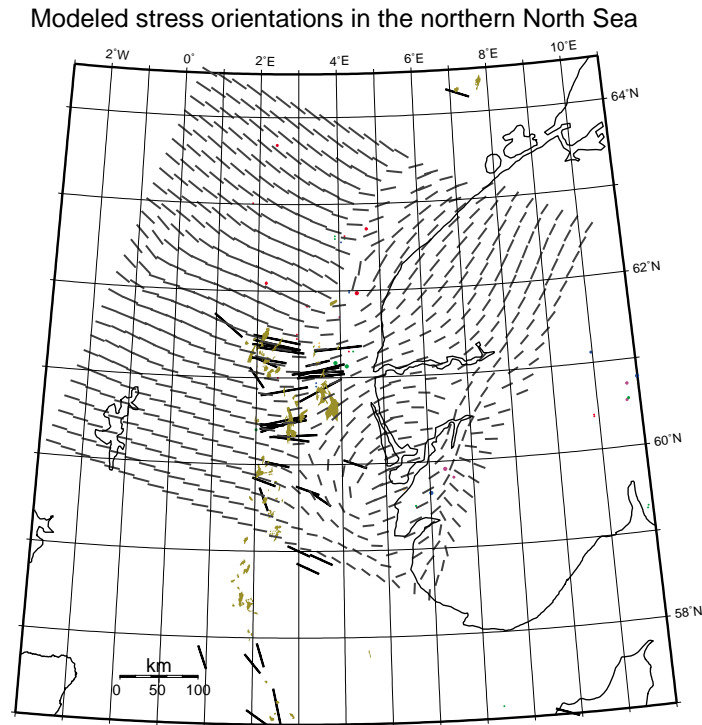 Modeled stress orientations in the northern North Sea
2˚W 0˚ 2˚E 4˚E 6˚E 8˚E 10˚E
64˚N
62˚N
60˚N
58˚N
km
0 50 100